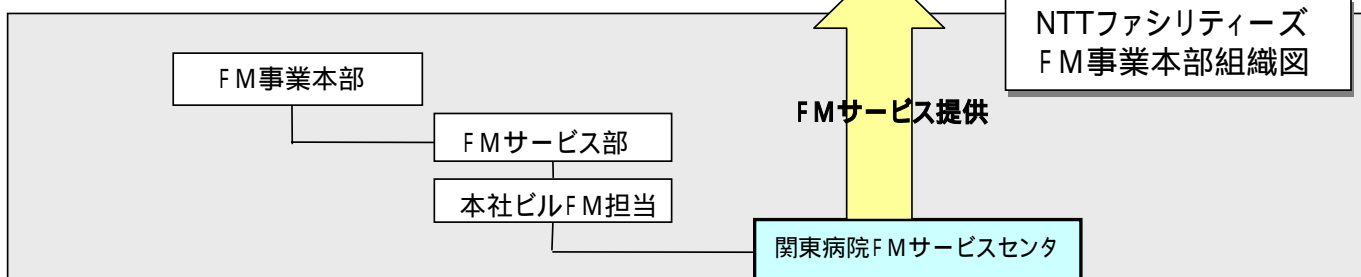 NTTファシリティーズ
FM事業本部組織図
FM事業本部
FMサービス提供
FMサービス部
本社ビルFM担当
関東病院FMサービスセンタ